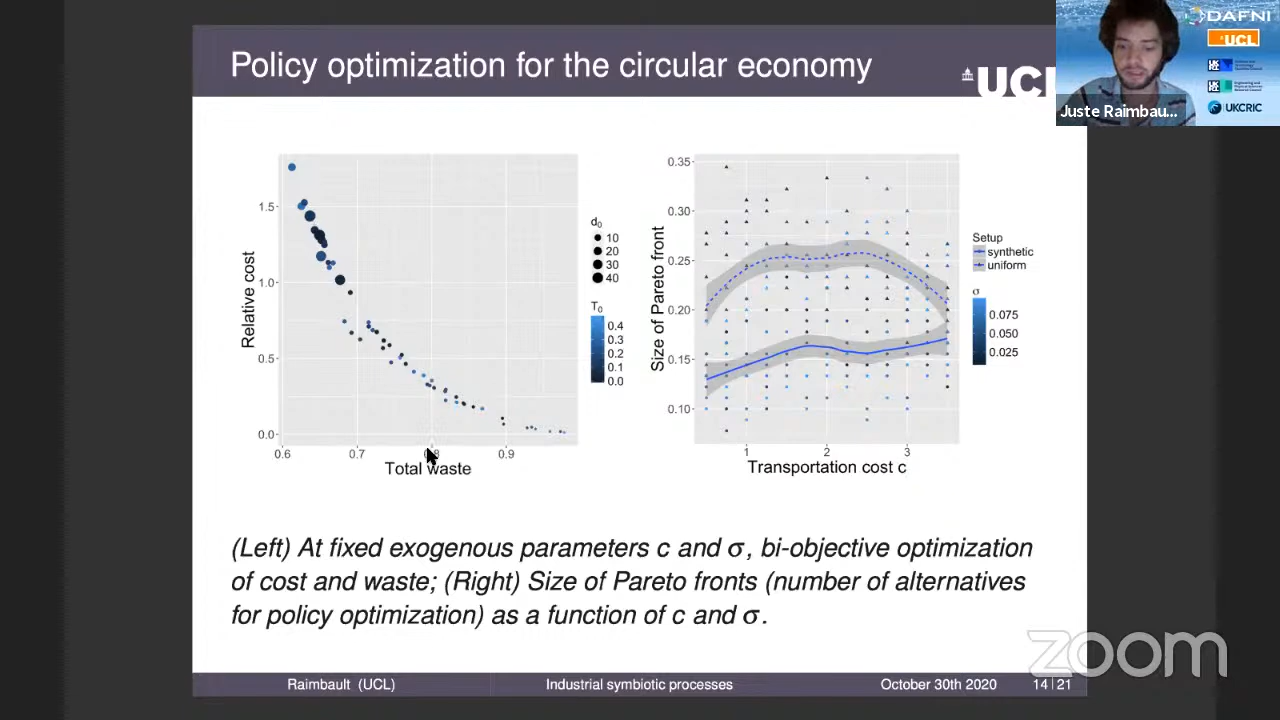 Policy optimization for the circular economy
UCL
DAFNI
UCL
UKCRIC
Juste Raimbau...
1.5
1.0
0.5
0.0
Relative cost
0.6
0.7
0.9
Total waste
d0
10
20
30
40
T0
0.4
0.3
0.2
0.1
0.0
0.35
0.30
0.25
0.20
0.15
0.10
Size of Pareto front
1
2
3
Transportation cost c
Setup
synthetic
uniform
σ
0.075
0.050
0.025
(Left) At fixed exogenous parameters c and σ, bi-objective optimization
of cost and waste; (Right) Size of Pareto fronts (number of alternatives
for policy optimization) as a function of c and σ.
zoom
Raimbault (UCL)
Industrial symbiotic processes
October 30th 2020
14|21